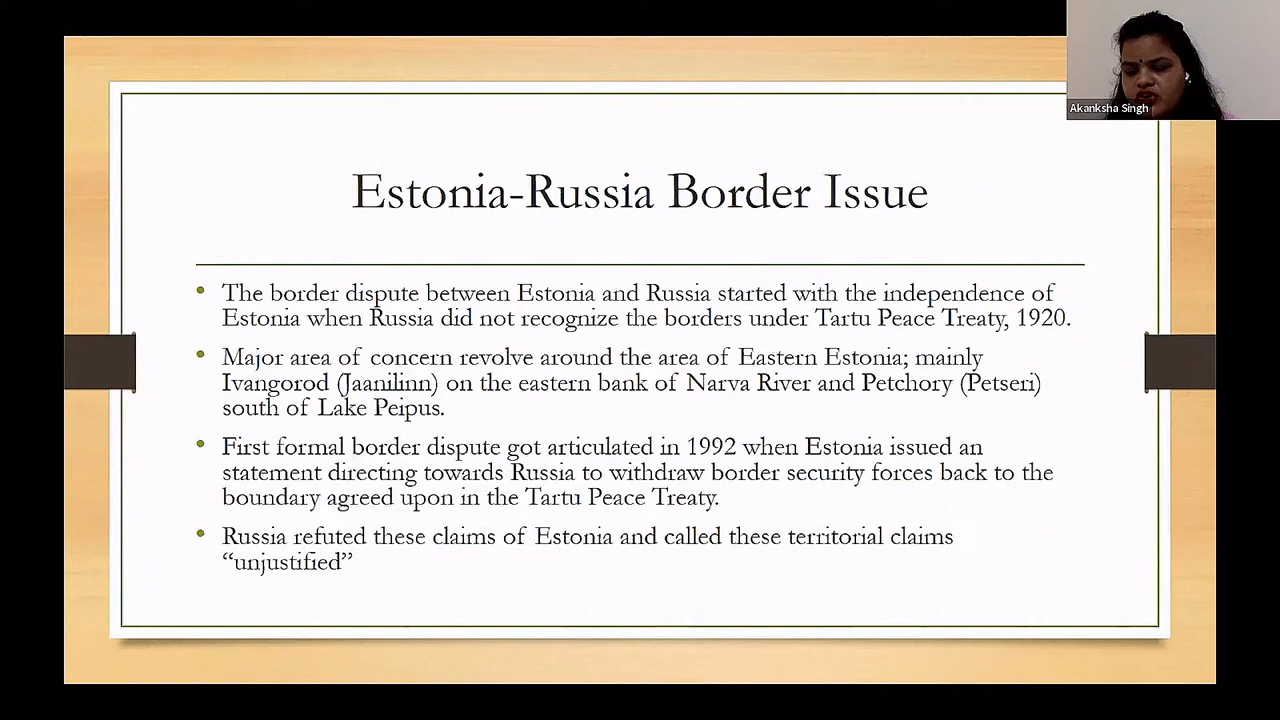 Akanksha Singh
Estonia-Russia Border Issue
• The border dispute between Estonia and Russia started with the independence of
Estonia when Russia did not recognize the borders under Tartu Peace Treaty, 1920.
• Major area of concern revolve around the area of Eastern Estonia; mainly
Ivangorod (Jaanilinn) on the eastern bank of Narva River and Petchory (Petseri)
south of Lake Peipus.
• First formal border dispute got articulated in 1992 when Estonia issued an
statement directing towards Russia to withdraw border security forces back to the
boundary agreed upon in the Tartu Peace Treaty.
• Russia refuted these claims of Estonia and called these territorial claims
“unjustified”